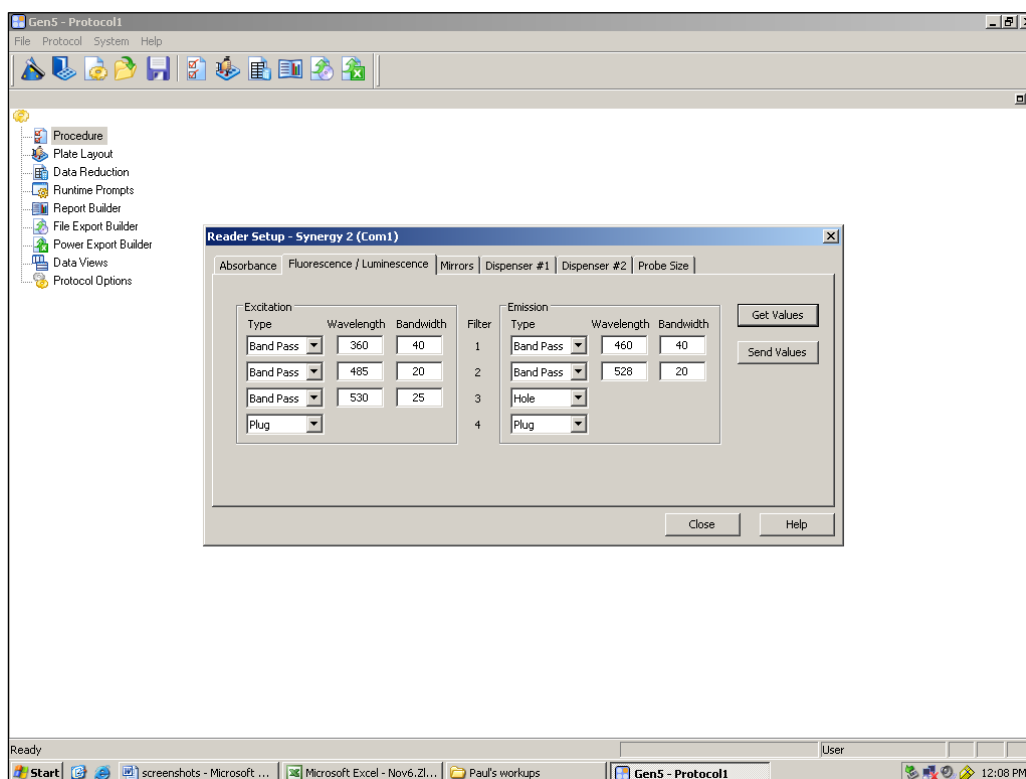 Gen5 - Protocol1
File Protocol System Help
Procedure
Plate Layout
Data Reduction
Runtime Prompts
Report Builder
File Export Builder
Power Export Builder
Data Views
Protocol Options
Reader Setup - Synergy 2 (Com1)
Absorbance Fluorescence / Luminescence Mirrors Dispenser #1 Dispenser #2 Probe Size
Excitation Emission
Type Wavelength Bandwidth Filter Type Wavelength Bandwidth
Band Pass 360 40 1 Band Pass 460 40
Band Pass 485 20 2 Band Pass 528 20
Band Pass 530 25 3 Hole
Plug 4 Plug
Get Values
Send Values
Close Help
Ready User
Start screenshots - Microsoft ... Microsoft Excel - Nov6.Zl... Paul's workups Gen5 - Protocol1 12:08 PM